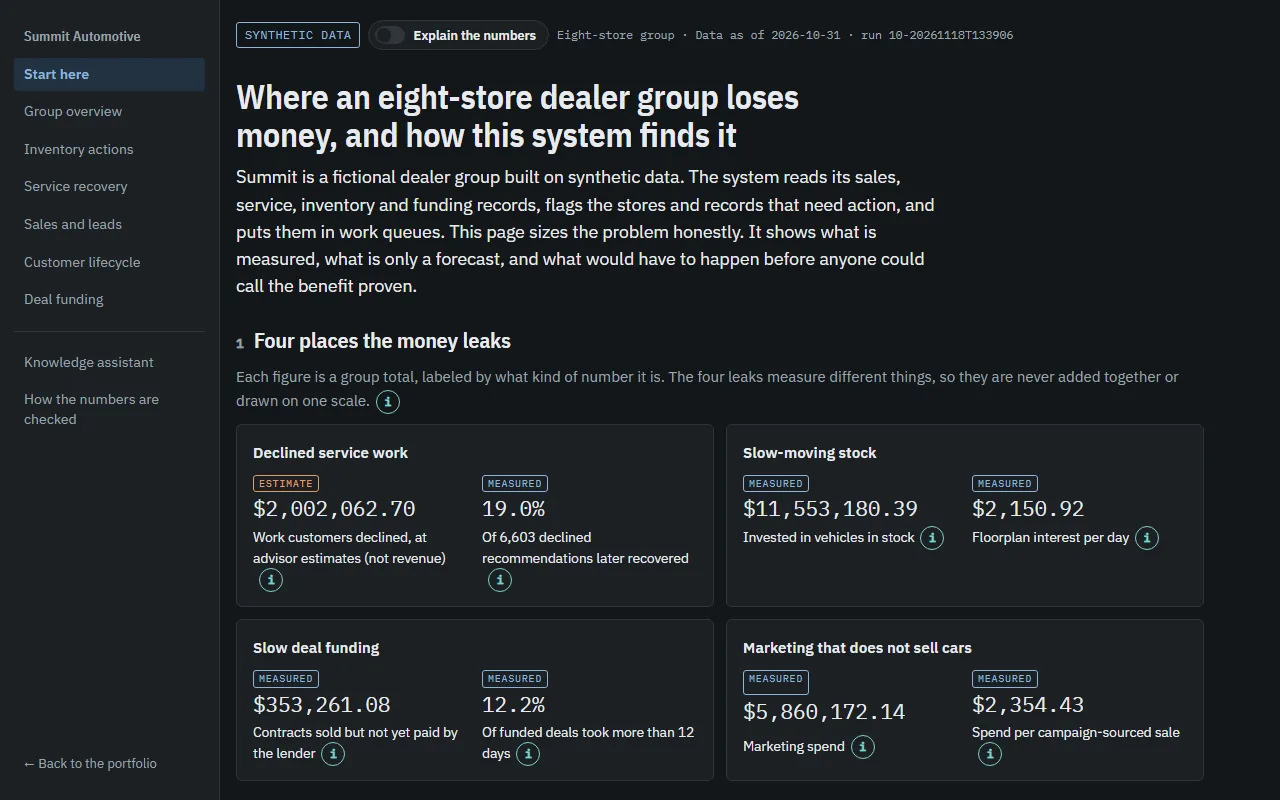 Summit Automotive
Start here
Group overview
Inventory actions
Service recovery
Sales and leads
Customer lifecycle
Deal funding
Knowledge assistant
How the numbers are
checked
← Back to the portfolio
SYNTHETIC DATA
Explain the numbers
Eight-store group · Data as of 2026-10-31 · run 10-20261118T133906
Where an eight-store dealer group loses
money, and how this system finds it
Summit is a fictional dealer group built on synthetic data. The system reads its sales,
service, inventory and funding records, flags the stores and records that need action, and
puts them in work queues. This page sizes the problem honestly. It shows what is
measured, what is only a forecast, and what would have to happen before anyone could
call the benefit proven.
1 Four places the money leaks
Each figure is a group total, labeled by what kind of number it is. The four leaks measure different things, so they are never added together or
drawn on one scale. i
Declined service work
ESTIMATE
$2,002,062.70
Work customers declined, at
advisor estimates (not revenue)
i
MEASURED
19.0%
Of 6,603 declined
recommendations later recovered
i
Slow-moving stock
MEASURED
$11,553,180.39
Invested in vehicles in stock i
MEASURED
$2,150.92
Floorplan interest per day i
Slow deal funding
MEASURED
$353,261.08
Contracts sold but not yet paid by
the lender i
MEASURED
12.2%
Of funded deals took more than 12
days i
Marketing that does not sell cars
MEASURED
$5,860,172.14
Marketing spend i
MEASURED
$2,354.43
Spend per campaign-sourced sale
i